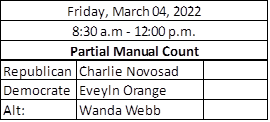 Friday, March 04, 2022
8:30 a.m - 12:00 p.m.
Partial Manual Count
Republican Charlie Novosad
Democrate Eveyln Orange
Alt: Wanda Webb